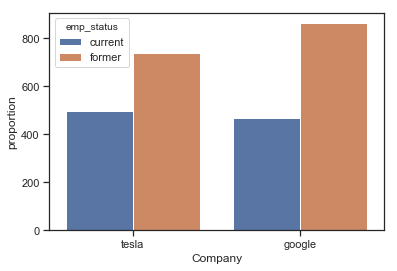 emp_status
current
former
800
600
400
200
0
proportion
tesla
google
Company